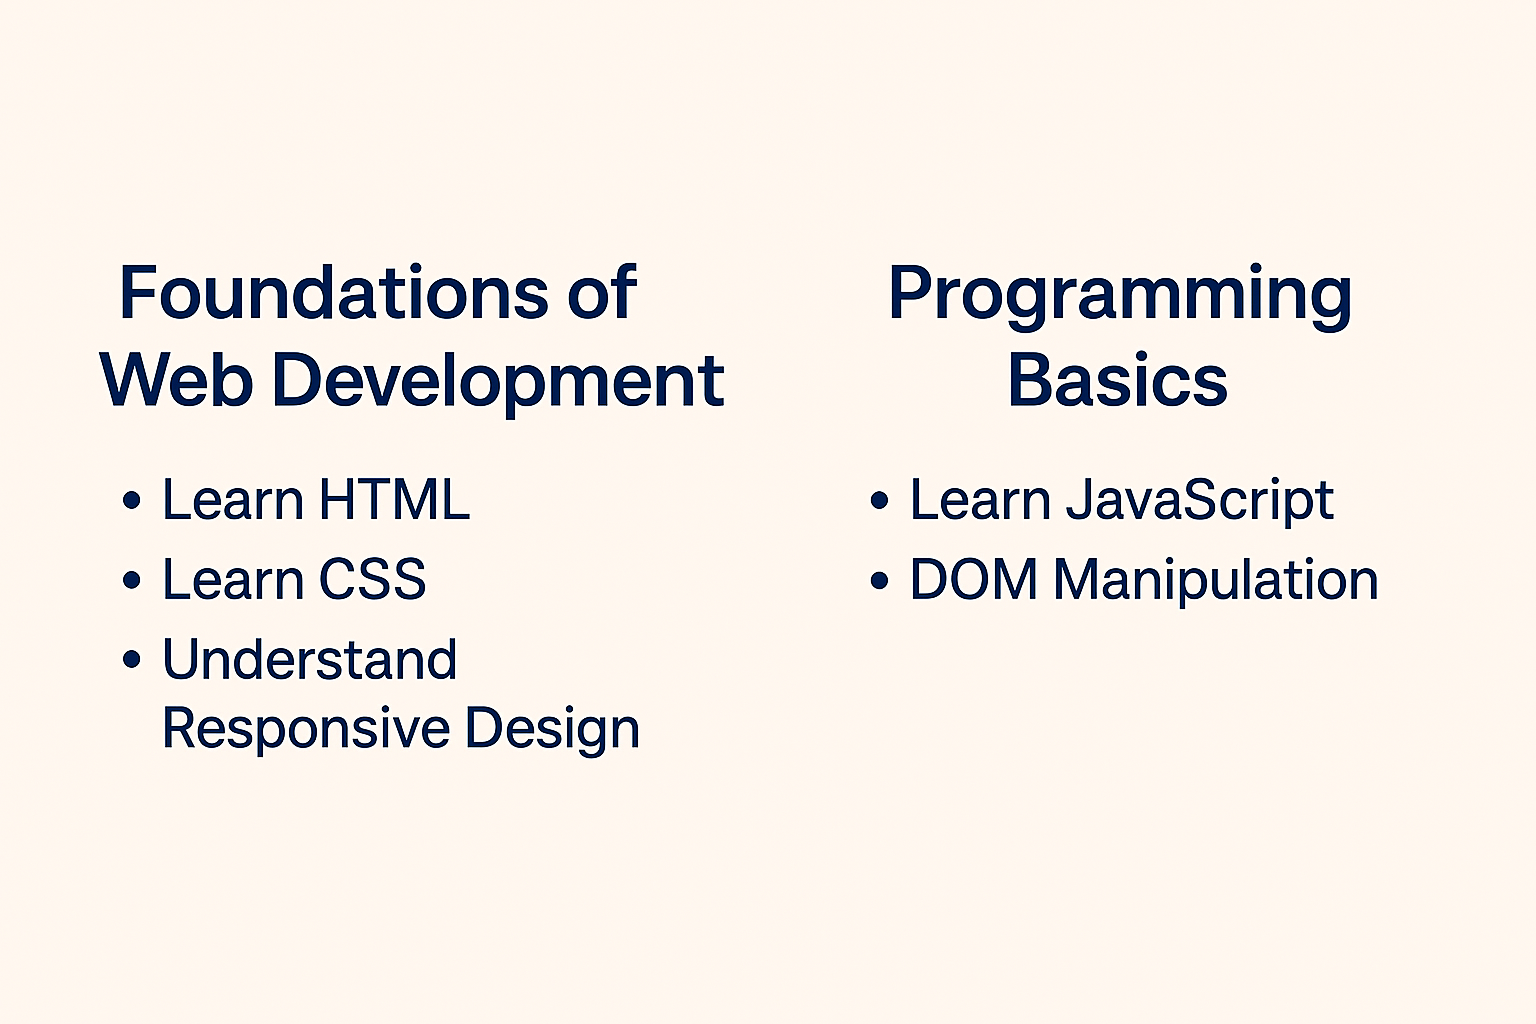 Foundations of
Web Development
• Learn HTML
• Learn CSS
• Understand
Responsive Design
Programming
Basics
• Learn JavaScript
• DOM Manipulation